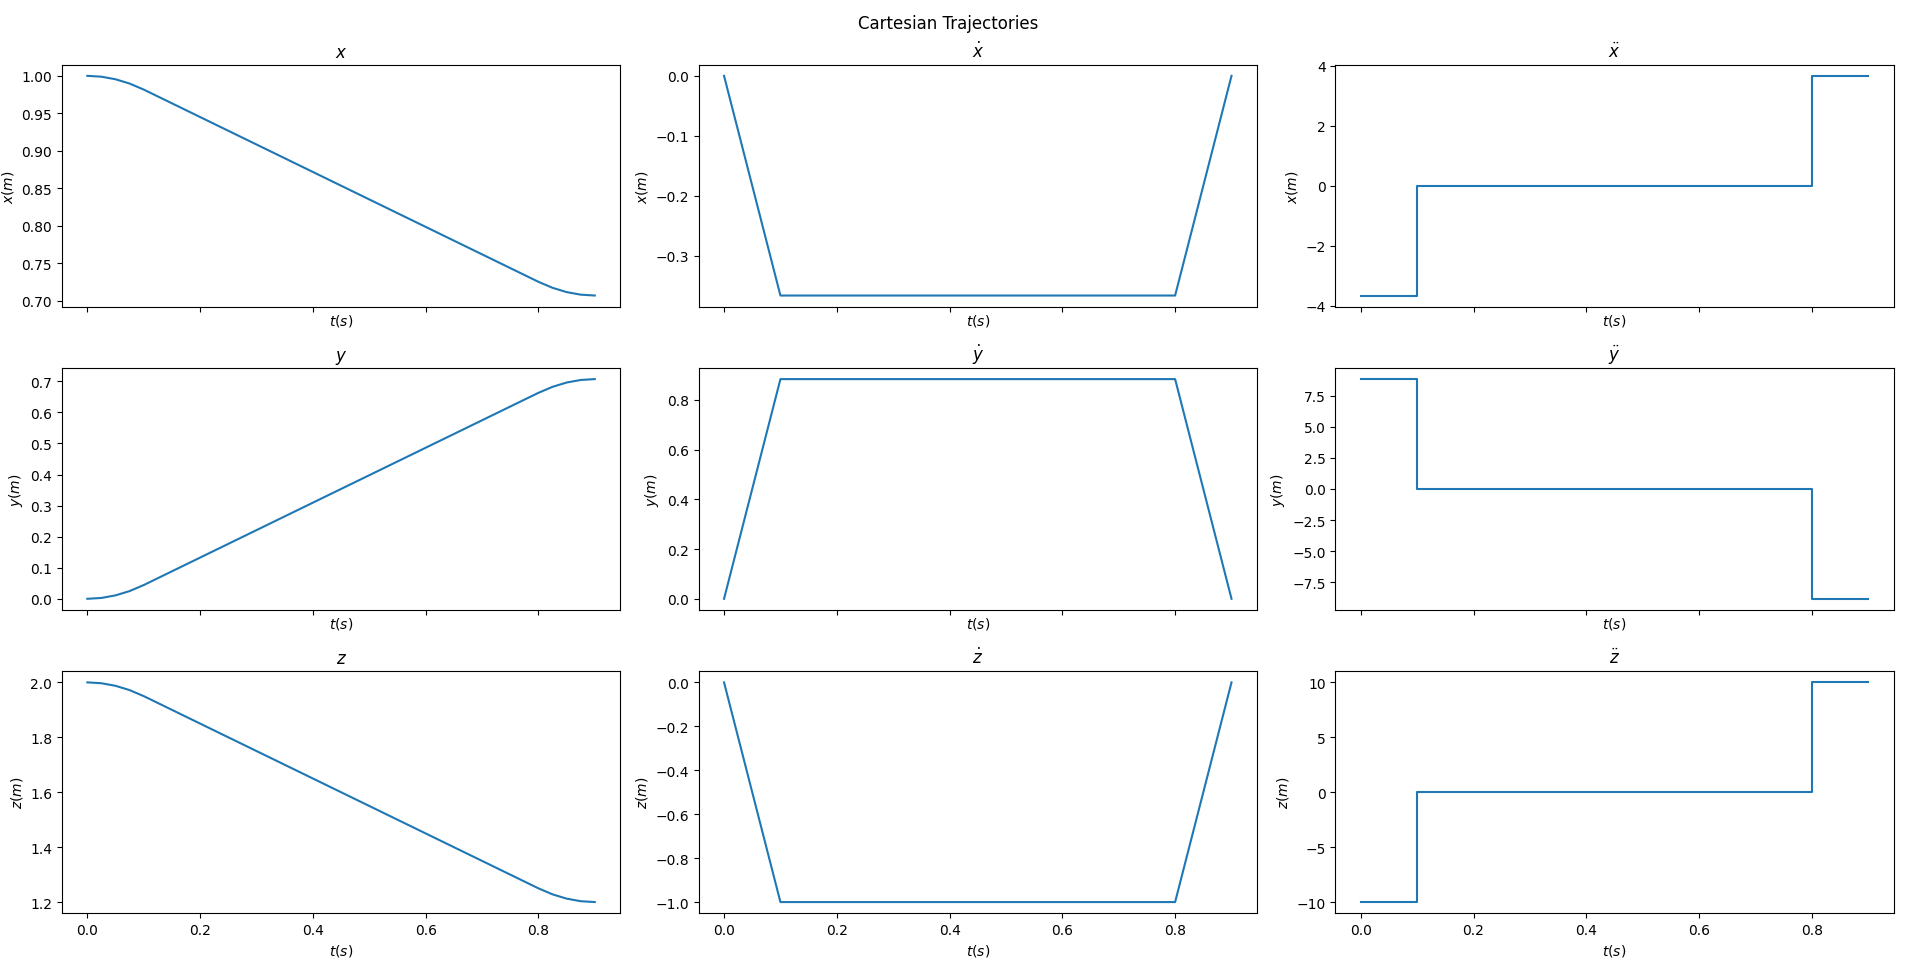 Cartesian Trajectories
x
1.00
0.95
0.90
0.85
0.80
0.75
0.70
x(m)
t(s)
ẋ
0.0
−0.1
−0.2
−0.3
x(m)
t(s)
ẍ
4
2
0
−2
−4
x(m)
t(s)
y
0.7
0.6
0.5
0.4
0.3
0.2
0.1
0.0
y(m)
t(s)
ẏ
0.8
0.6
0.4
0.2
0.0
y(m)
t(s)
ÿ
7.5
5.0
2.5
0.0
−2.5
−5.0
−7.5
y(m)
t(s)
z
2.0
1.8
1.6
1.4
1.2
z(m)
0.0 0.2 0.4 0.6 0.8
t(s)
ż
0.0
−0.2
−0.4
−0.6
−0.8
−1.0
z(m)
0.0 0.2 0.4 0.6 0.8
t(s)
z̈
10
5
0
−5
−10
z(m)
0.0 0.2 0.4 0.6 0.8
t(s)